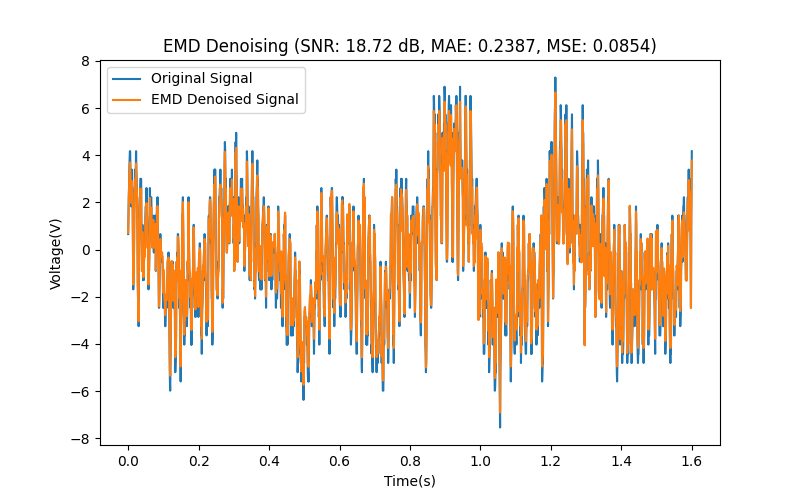 EMD Denoising (SNR: 18.72 dB, MAE: 0.2387, MSE: 0.0854)
Original Signal
EMD Denoised Signal
8
6
4
2
0
−2
−4
−6
−8
Voltage(V)
0.0 0.2 0.4 0.6 0.8 1.0 1.2 1.4 1.6
Time(s)